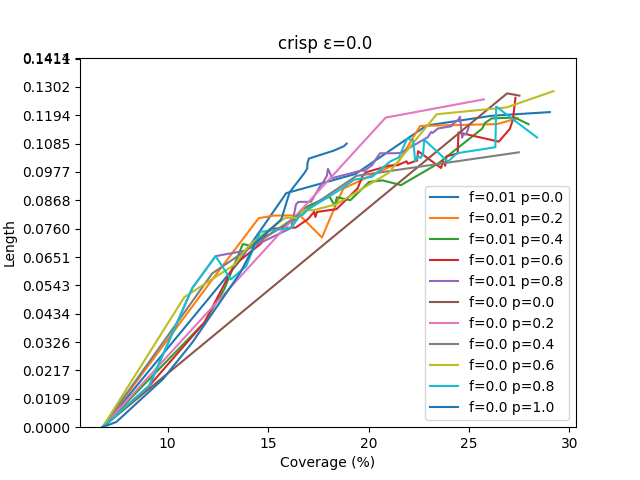 crisp ε=0.0
Length
0.1302
0.1194
0.1085
0.0977
0.0868
0.0760
0.0651
0.0543
0.0434
0.0326
0.0217
0.0109
0.0000
f=0.01 p=0.0
f=0.01 p=0.2
f=0.01 p=0.4
f=0.01 p=0.6
f=0.01 p=0.8
f=0.0 p=0.0
f=0.0 p=0.2
f=0.0 p=0.4
f=0.0 p=0.6
f=0.0 p=0.8
f=0.0 p=1.0
10 15 20 25 30
Coverage (%)